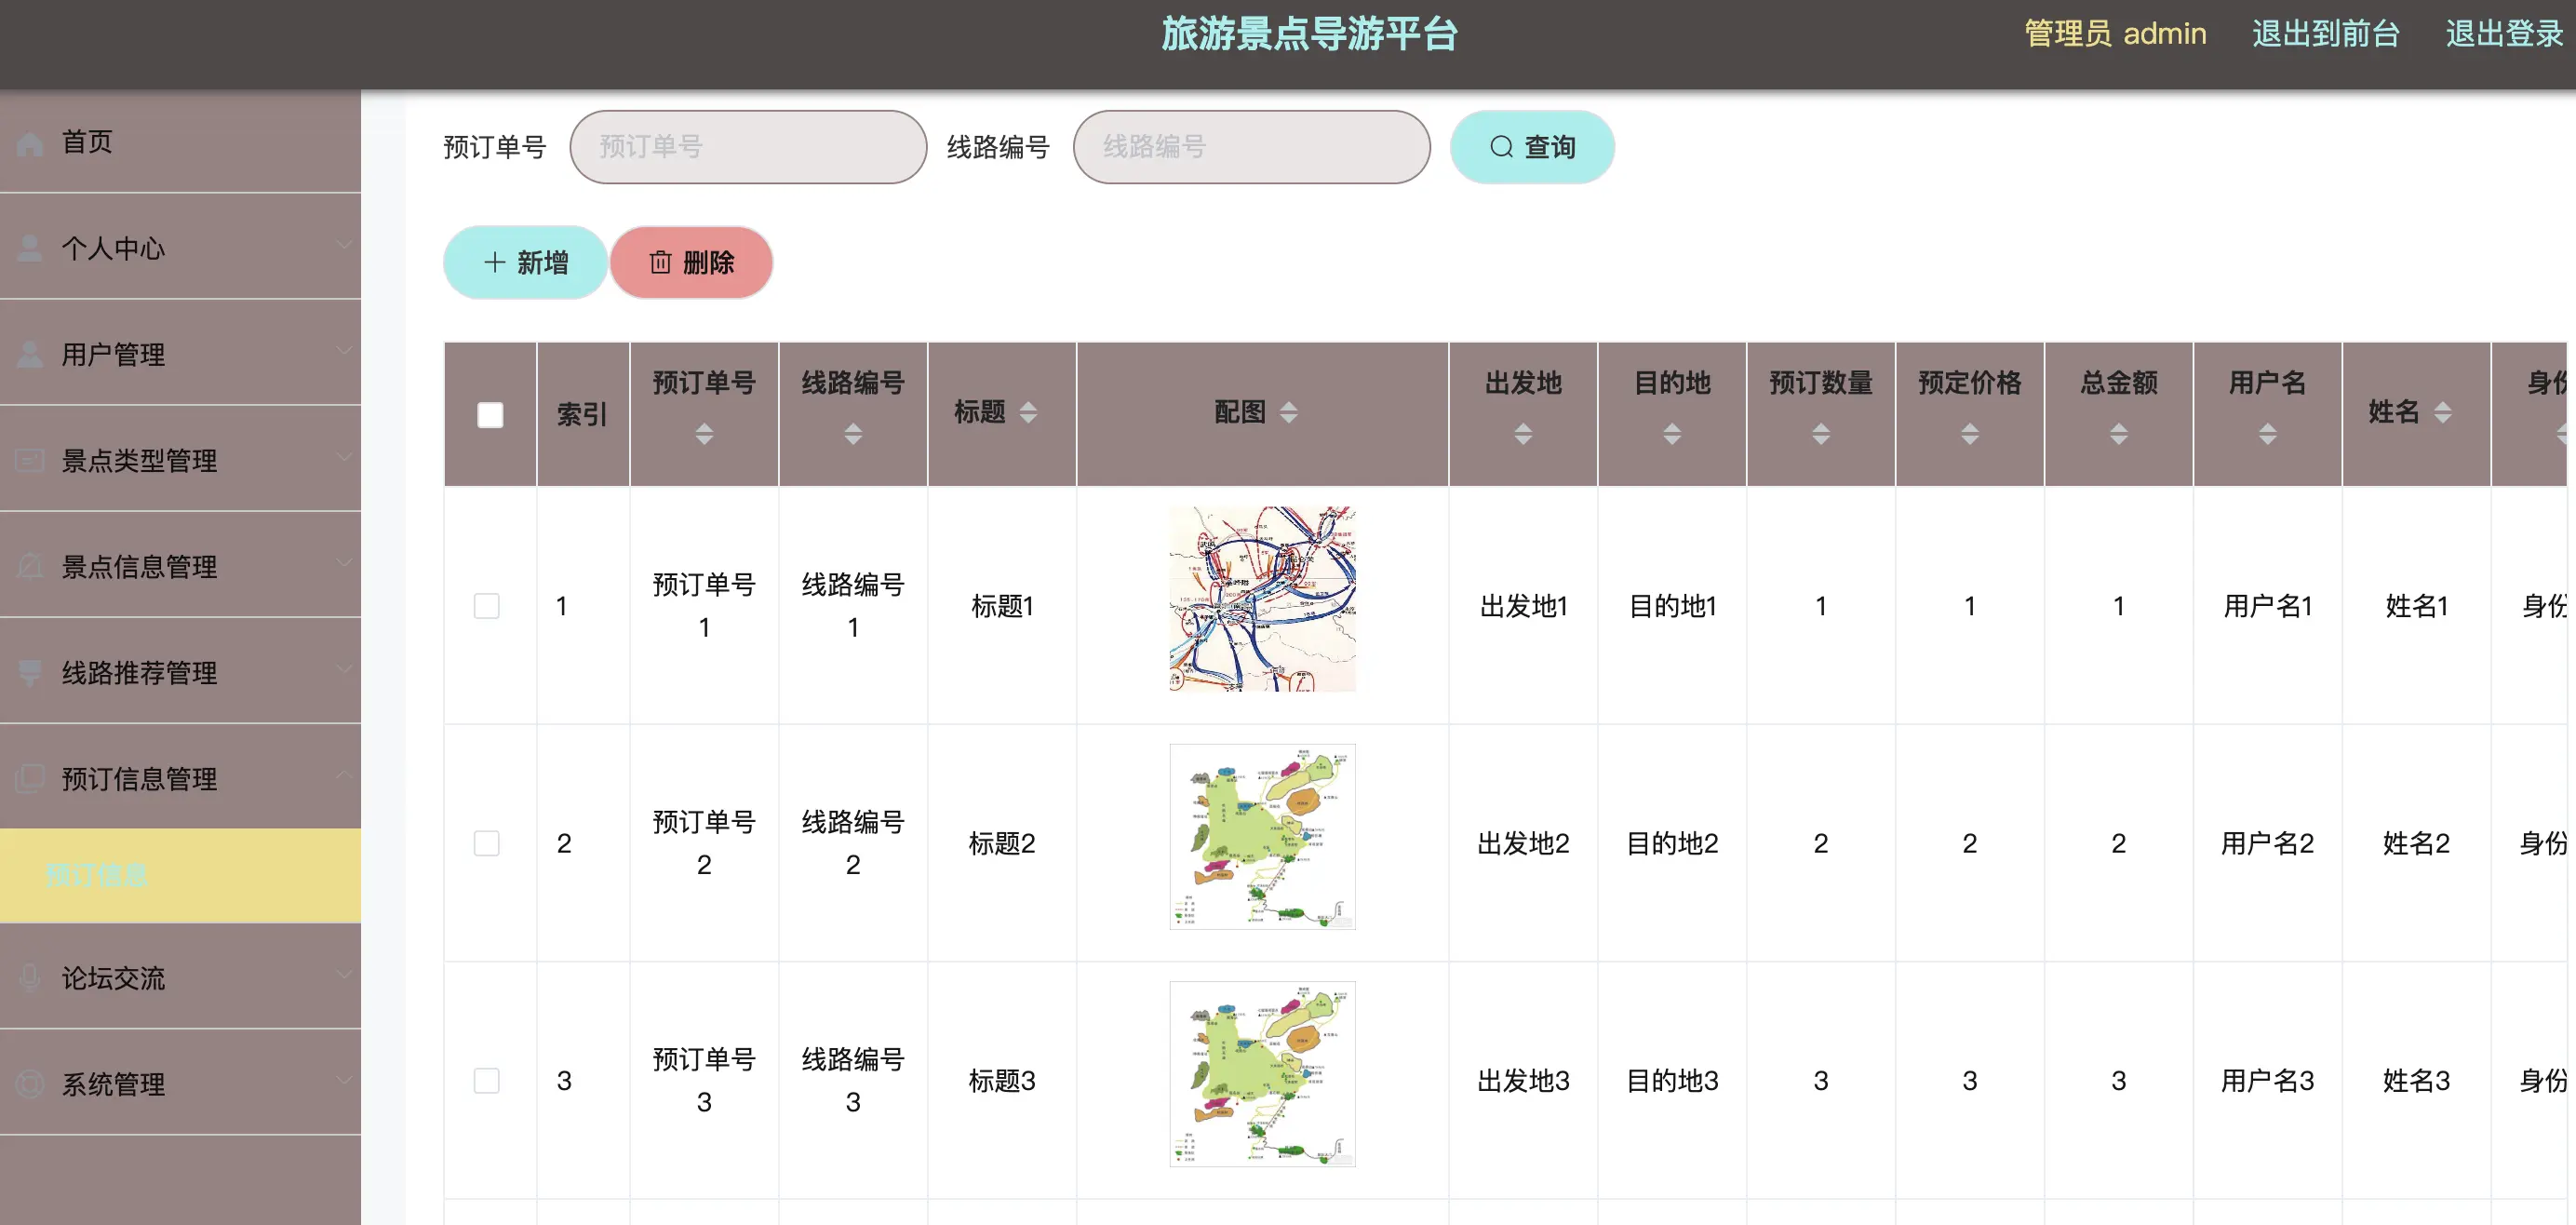 旅游景点导游平台
管理员 admin 退出到前台 退出登录
首页
个人中心
用户管理
景点类型管理
景点信息管理
线路推荐管理
预订信息管理
预订信息
论坛交流
系统管理
预订单号 预订单号 线路编号 线路编号 查询
新增 删除
索引 预订单号 线路编号 标题 配图 出发地 目的地 预订数量 预定价格 总金额 用户名 姓名 身份
1 预订单号1 线路编号1 标题1 出发地1 目的地1 1 1 1 用户名1 姓名1 身份
2 预订单号2 线路编号2 标题2 出发地2 目的地2 2 2 2 用户名2 姓名2 身份
3 预订单号3 线路编号3 标题3 出发地3 目的地3 3 3 3 用户名3 姓名3 身份